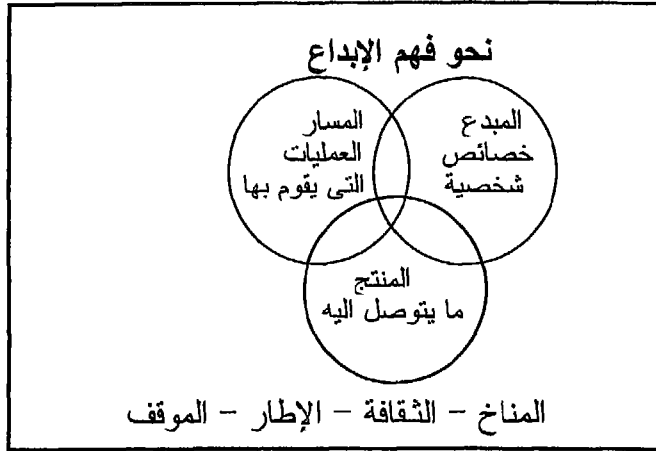 نحو فهم الإبداع
المبدع
خصائص
شخصية
المسار
العمليات
التى يقوم بها
المنتج
ما يتوصل اليه
المناخ - الثقافة - الإطار - الموقف